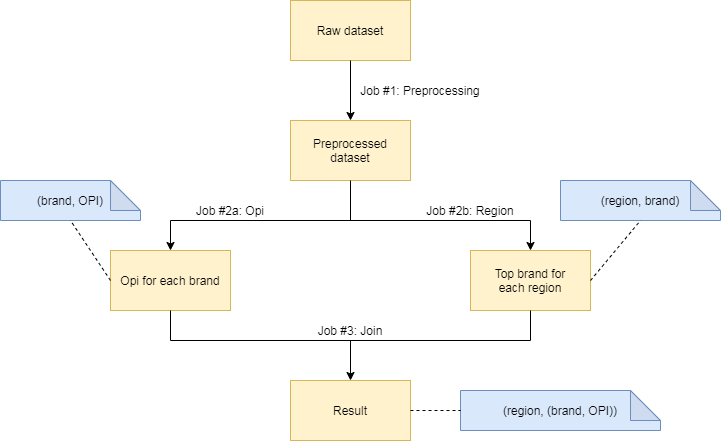 Raw dataset
Job #1: Preprocessing
Preprocessed
dataset
(brand, OPI)
(region, brand)
Job #2a: Opi
Job #2b: Region
Opi for each brand
Top brand for
each region
Job #3: Join
Result
(region, (brand, OPI))